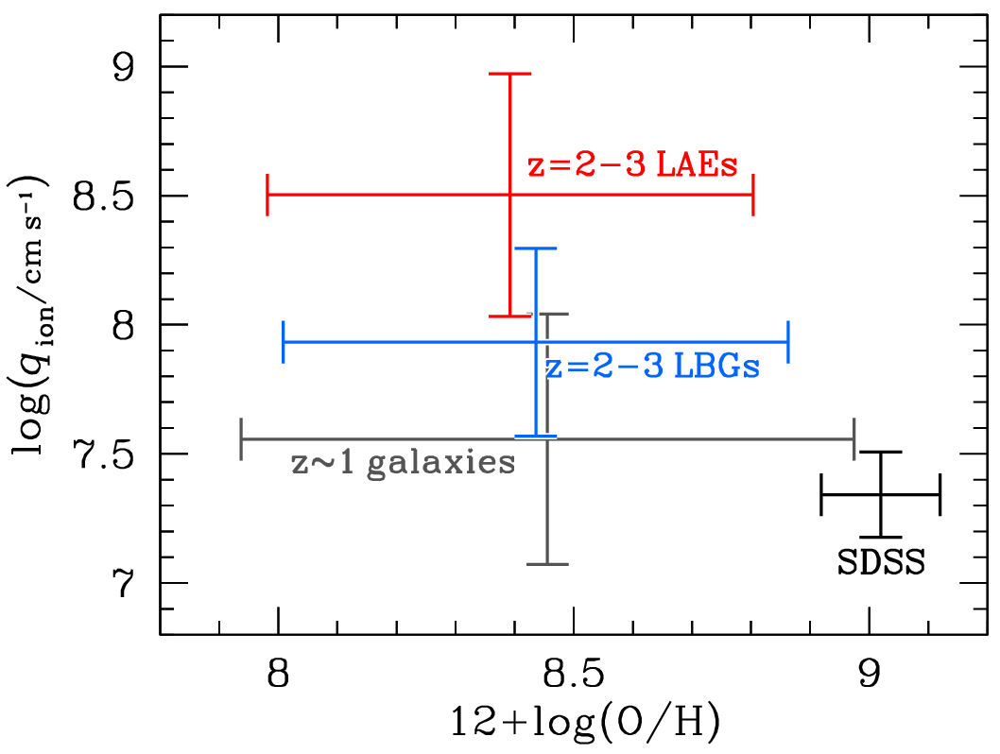 9
z=2−3 LAEs
8.5
log(q_ion/cm s⁻¹)
8
z=2−3 LBGs
7.5
z~1 galaxies
SDSS
7
8 8.5 9
12+log(O/H)